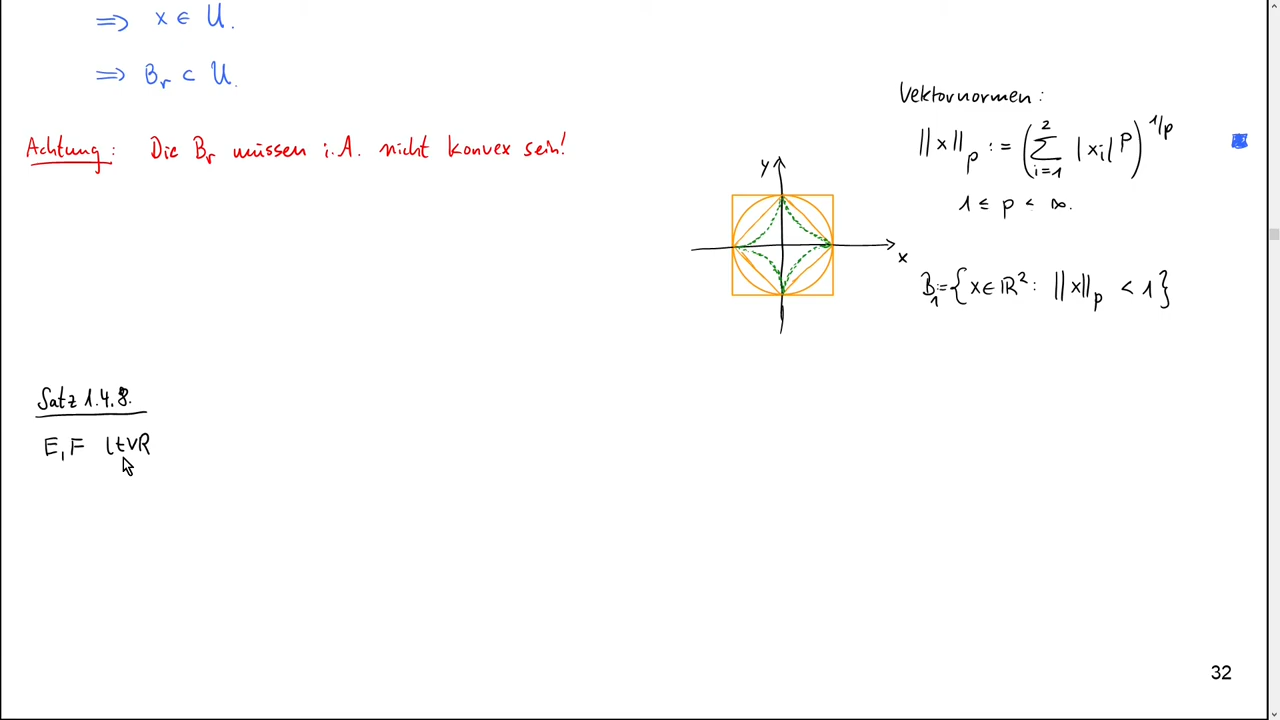 ⇒ x ∈ U.
⇒ B_r ⊂ U.
Achtung: Die B_r müssen i.A. nicht konvex sein!
Vektornormen:
||x||_p := (∑_{i=1}^{2} |x_i|^p)^{1/p}
1 ≤ p < ∞.
y
x
B_1 := {x ∈ ℝ²: ||x||_p < 1}
Satz 1.4.8.
E, F ltVR
32